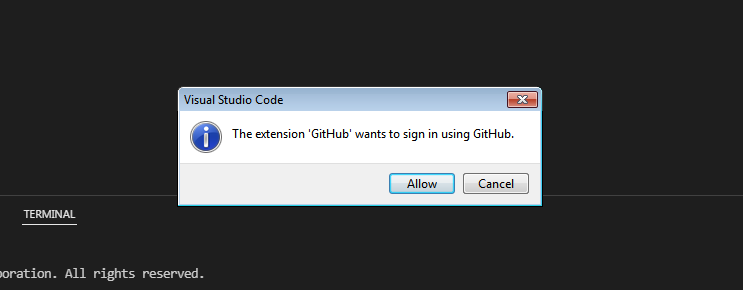 Visual Studio Code
The extension 'GitHub' wants to sign in using GitHub.
Allow Cancel
TERMINAL
poration. All rights reserved.